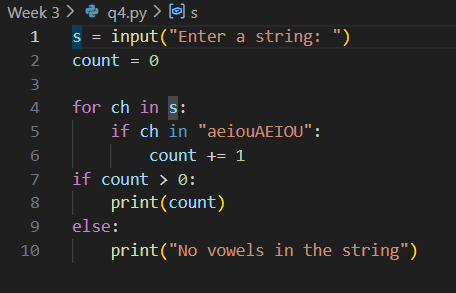 Week 3 > q4.py > s
1 s = input("Enter a string: ")
2 count = 0
3
4 for ch in s:
5     if ch in "aeiouAEIOU":
6         count += 1
7 if count > 0:
8     print(count)
9 else:
10     print("No vowels in the string")